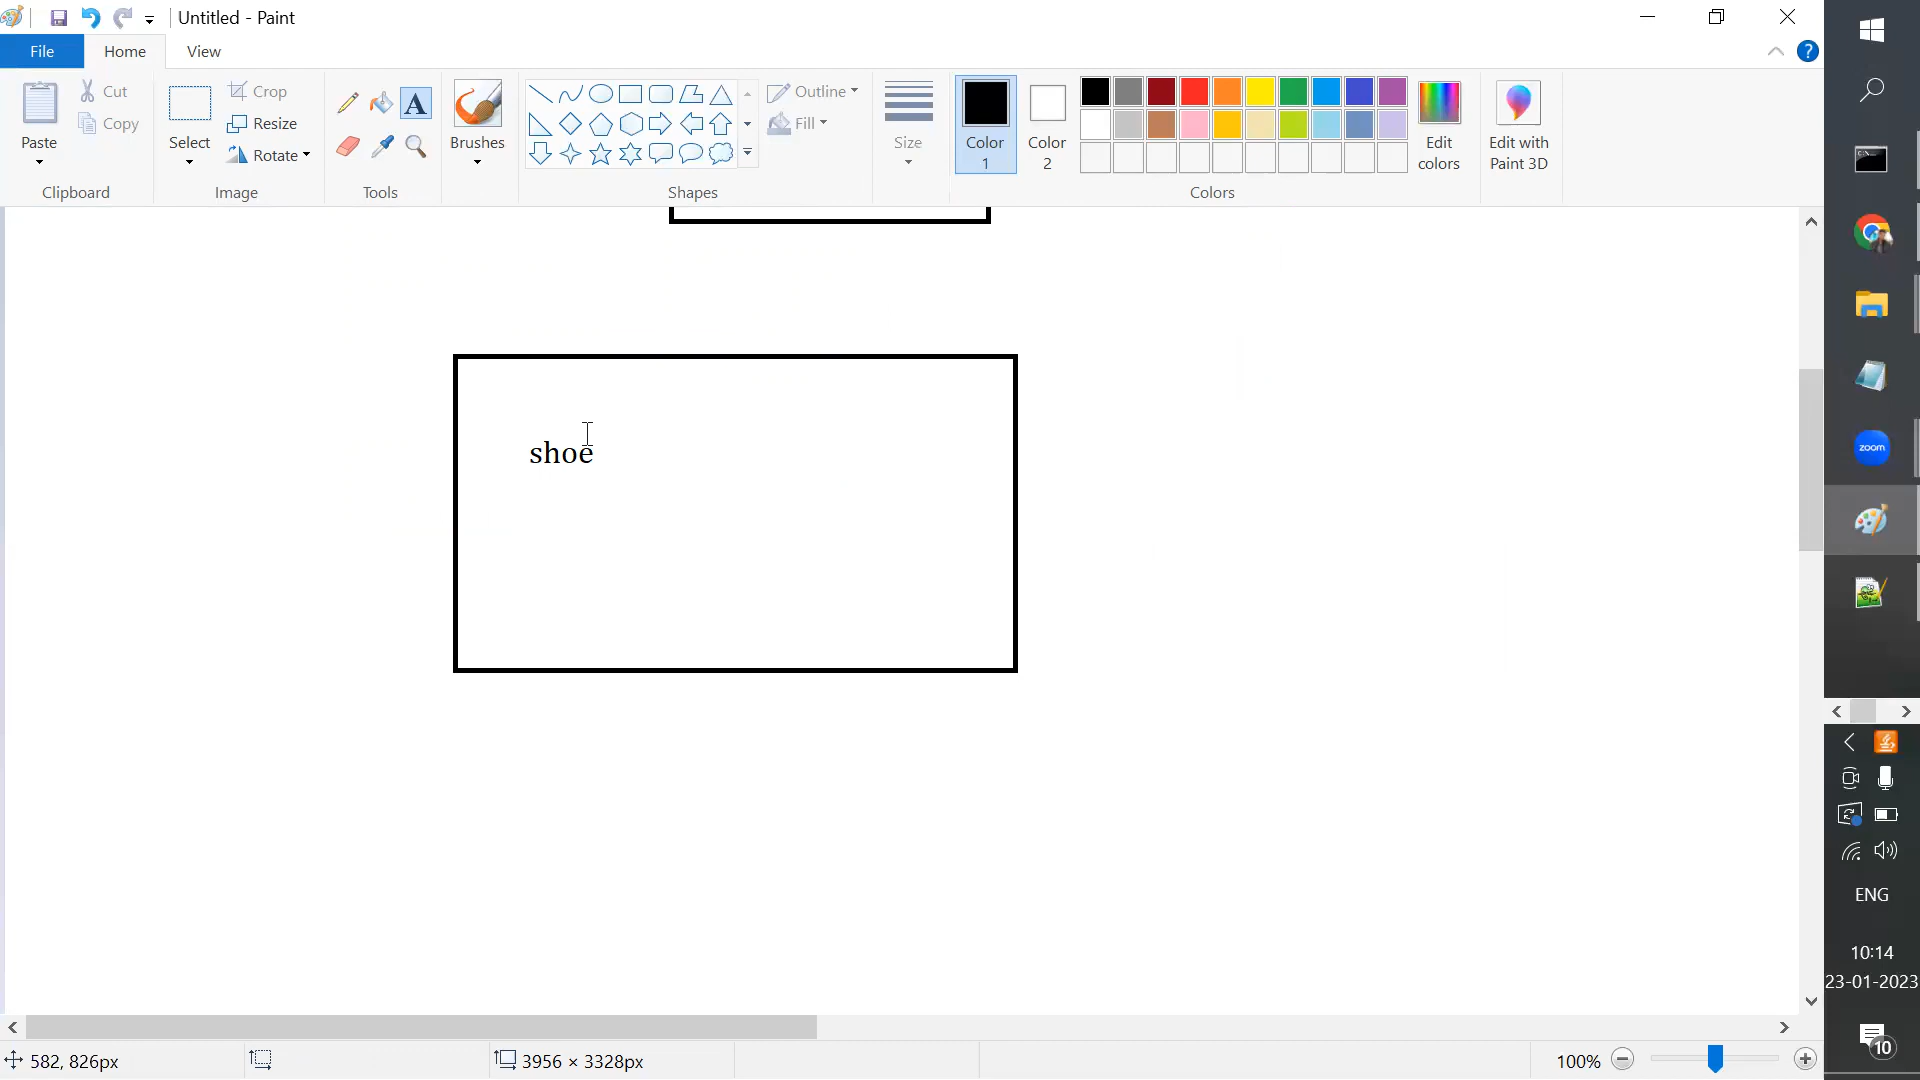 Untitled - Paint
File
Home
View
?
Paste
Cut
Copy
Clipboard
Select
Crop
Resize
Rotate
Image
A
Tools
Brushes
Outline
Fill
Shapes
Size
Color
1
Color
2
Edit
colors
Colors
Edit with
Paint 3D
shoe
zoom
ENG
10:14
23-01-2023
10
582, 826px
3956 × 3328px
100%